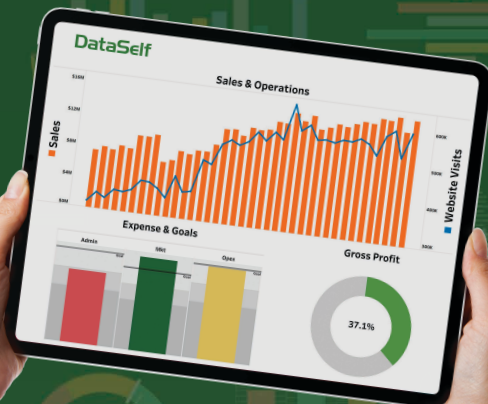 DataSelf
Sales & Operations
$16M
$12M
$8M
$4M
$0M
Sales
Website Visits
Expense & Goals
Admin
Mkt
Opex
Gross Profit
37.1%